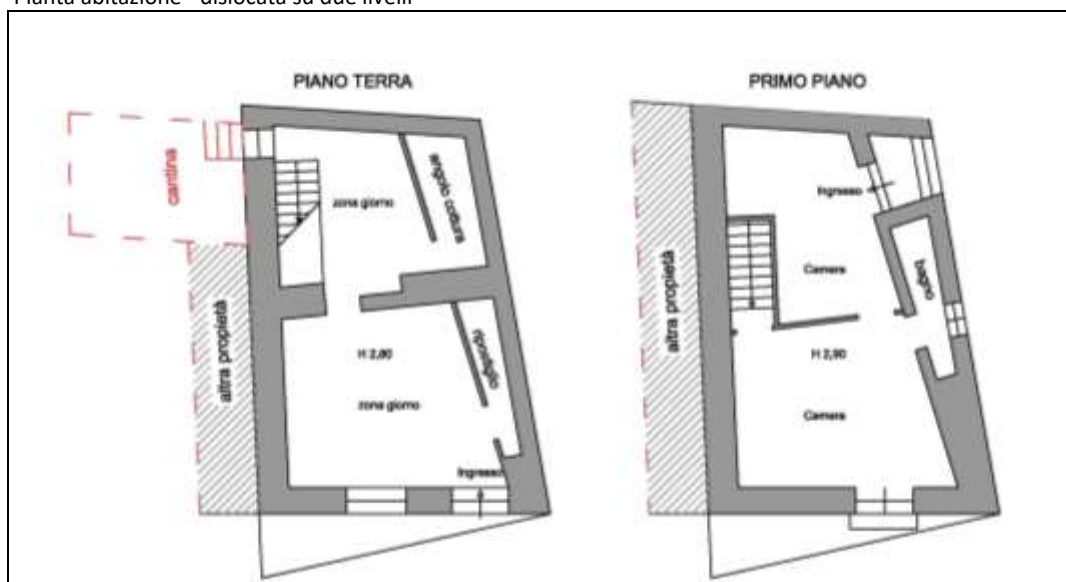 Pianta abitazione - dislocata su due livelli
PIANO TERRA
PRIMO PIANO
cantina
zona giorno
angolo cottura
altra propietà
H 2,80
ripostiglio
zona giorno
Ingresso
Ingresso
altra propietà
Camera
bagno
H 2,90
Camera